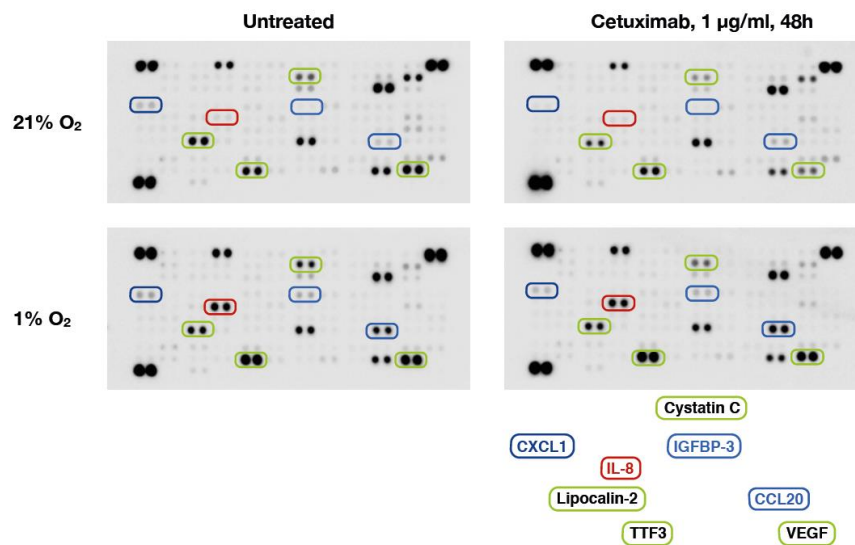 Untreated
Cetuximab, 1 µg/ml, 48h
21% O₂
1% O₂
Cystatin C
CXCL1
IGFBP-3
IL-8
Lipocalin-2
CCL20
TTF3
VEGF